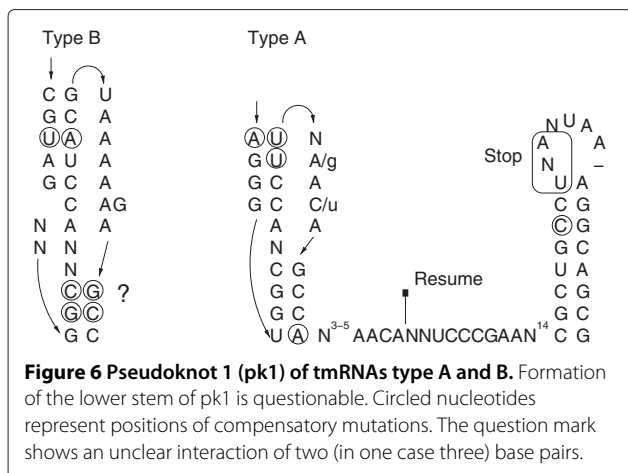 Type B
Type A
C G U
G C A
U A A
A U A
G C A
C AG
N A A
N N
N
C G ?
G C
G C
A U N
G U A/g
G C A
G C C/u
A A
N
G
G G
C C
G C
U A N3–5 AACANNUCCCGAAN14 C G
Resume
Stop
N U A
A A
A
N –
U A
C G
C G
G C
U A
C G
G C
Figure 6 Pseudoknot 1 (pk1) of tmRNAs type A and B. Formation
of the lower stem of pk1 is questionable. Circled nucleotides
represent positions of compensatory mutations. The question mark
shows an unclear interaction of two (in one case three) base pairs.